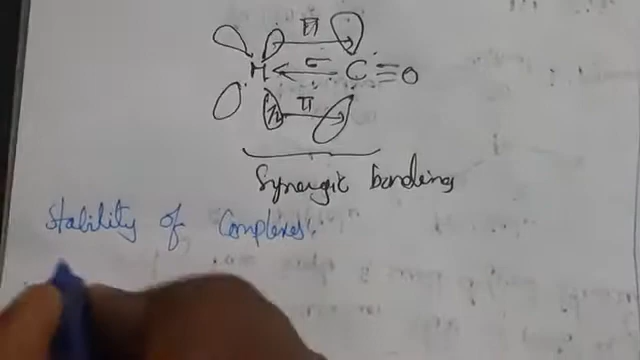 π
σ
M C≡O
π
Synergic bonding
Stability of Complexes: